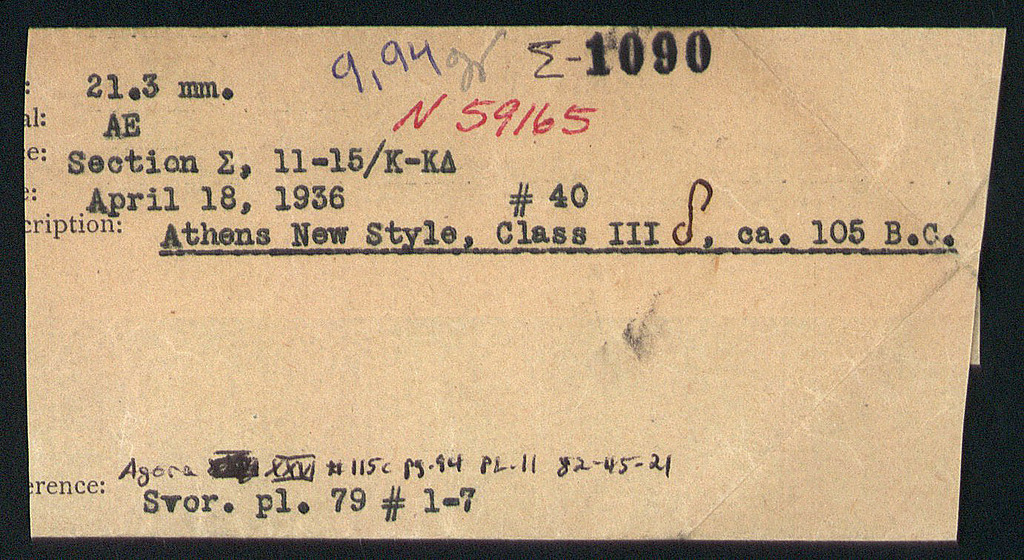 9,94 gr Σ-1090
: 21.3 mm.
N 59165
al: AE
e: Section Σ, 11-15/K-KΔ
: April 18, 1936 # 40
cription: Athens New Style, Class III δ, ca. 105 B.C.
Agora XXVI #115c pg.94 PL.11 82-45-21
erence: Svor. pl. 79 # 1-7